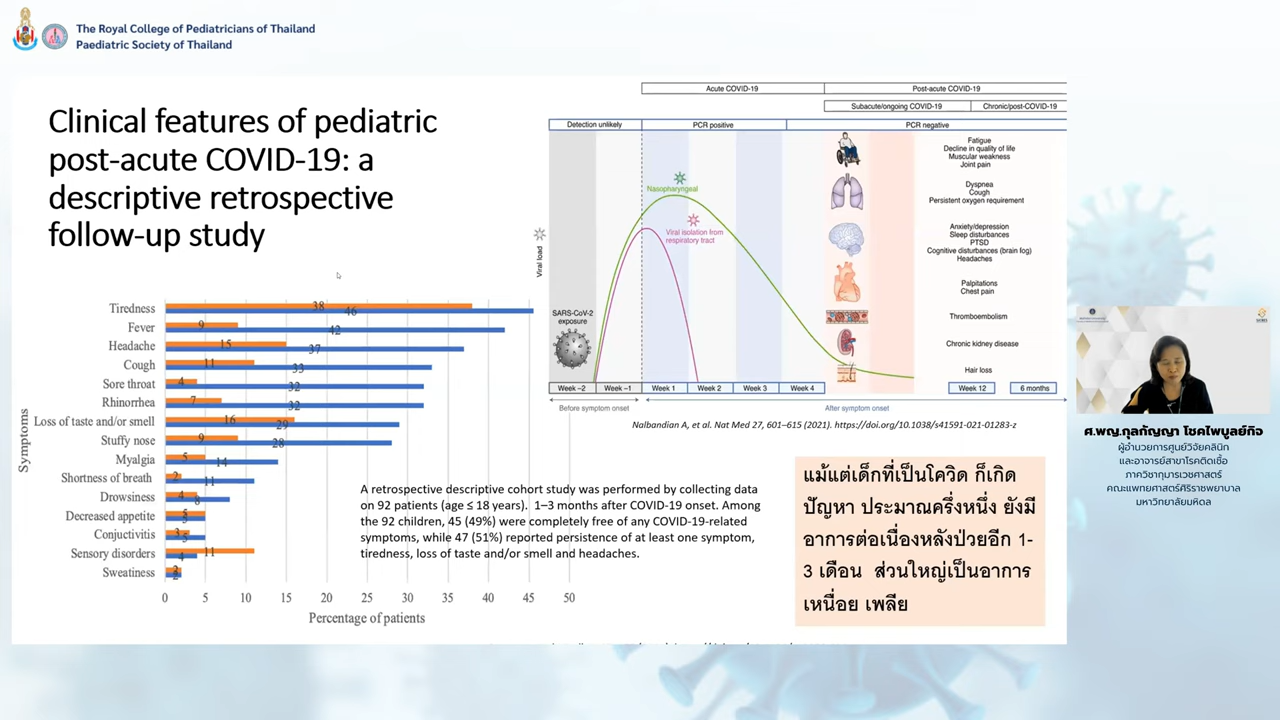 The Royal College of Pediatricians of Thailand
Paediatric Society of Thailand
Clinical features of pediatric
post-acute COVID-19: a
descriptive retrospective
follow-up study
Acute COVID-19
Post-acute COVID-19
Subacute/ongoing COVID-19
Chronic/post-COVID-19
Detection unlikely
PCR positive
PCR negative
Viral load
Nasopharyngeal
Viral isolation from
respiratory tract
SARS-CoV-2
exposure
Fatigue
Decline in quality of life
Muscular weakness
Joint pain
Dyspnea
Cough
Persistent oxygen requirement
Anxiety/depression
Sleep disturbances
PTSD
Cognitive disturbances (brain fog)
Headaches
Palpitations
Chest pain
Thromboembolism
Chronic kidney disease
Hair loss
Week –2
Week –1
Week 1
Week 2
Week 3
Week 4
Week 12
6 months
Before symptom onset
After symptom onset
Nalbandian A, et al. Nat Med 27, 601–615 (2021). https://doi.org/10.1038/s41591-021-01283-z
Symptoms
Tiredness 38 46
Fever 9 42
Headache 15 37
Cough 11 33
Sore throat 4 32
Rhinorrhea 7 32
Loss of taste and/or smell 16 29
Stuffy nose 9 28
Myalgia 5 14
Shortness of breath 2 11
Drowsiness 4 8
Decreased appetite 5 5
Conjuctivitis 3 5
Sensory disorders 11 4
Sweatiness 2 2
0 5 10 15 20 25 30 35 40 45 50
Percentage of patients
A retrospective descriptive cohort study was performed by collecting data
on 92 patients (age ≤ 18 years). 1–3 months after COVID-19 onset. Among
the 92 children, 45 (49%) were completely free of any COVID-19-related
symptoms, while 47 (51%) reported persistence of at least one symptom,
tiredness, loss of taste and/or smell and headaches.
แม้แต่เด็กที่เป็นโควิด ก็เกิด
ปัญหา ประมาณครึ่งหนึ่ง ยังมี
อาการต่อเนื่องหลังป่วยอีก 1-
3 เดือน ส่วนใหญ่เป็นอาการ
เหนื่อย เพลีย
ศ.พญ.กุลกัญญา โชคไพบูลย์กิจ
ผู้อำนวยการศูนย์วิจัยคลินิก
และอาจารย์สาขาโรคติดเชื้อ
ภาควิชากุมารเวชศาสตร์
คณะแพทยศาสตร์ศิริราชพยาบาล
มหาวิทยาลัยมหิดล